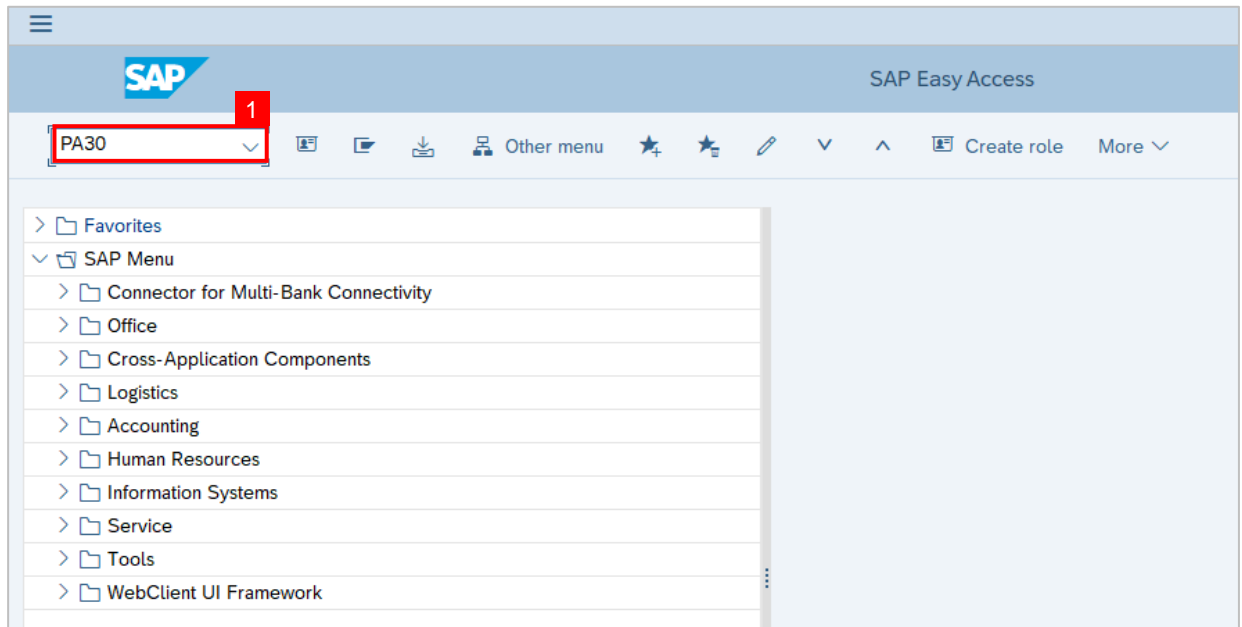 SAP
SAP Easy Access
1
PA30
Other menu
Create role
More
Favorites
SAP Menu
Connector for Multi-Bank Connectivity
Office
Cross-Application Components
Logistics
Accounting
Human Resources
Information Systems
Service
Tools
WebClient UI Framework